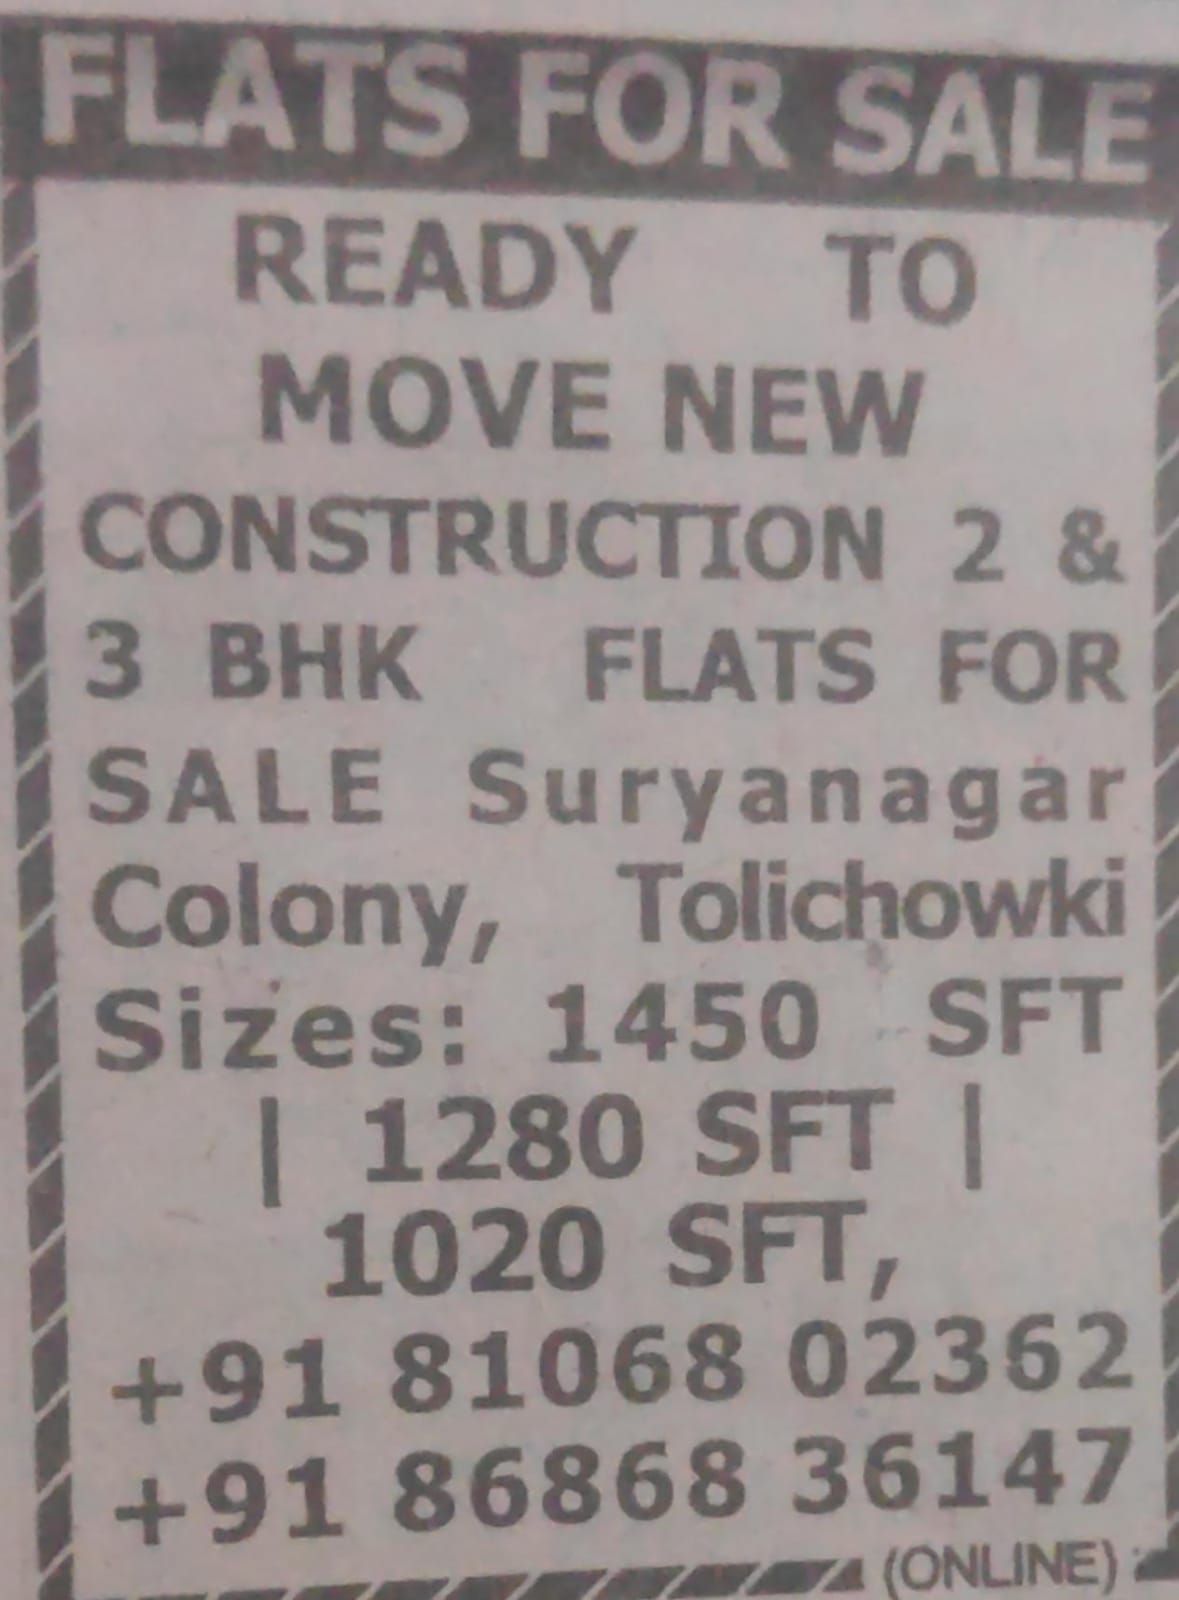 FLATS FOR SALE
READY TO
MOVE NEW
CONSTRUCTION 2 &
3 BHK FLATS FOR
SALE Suryanagar
Colony, Tolichowki
Sizes: 1450 SFT
| 1280 SFT |
1020 SFT,
+91 81068 02362
+91 86868 36147
(ONLINE)